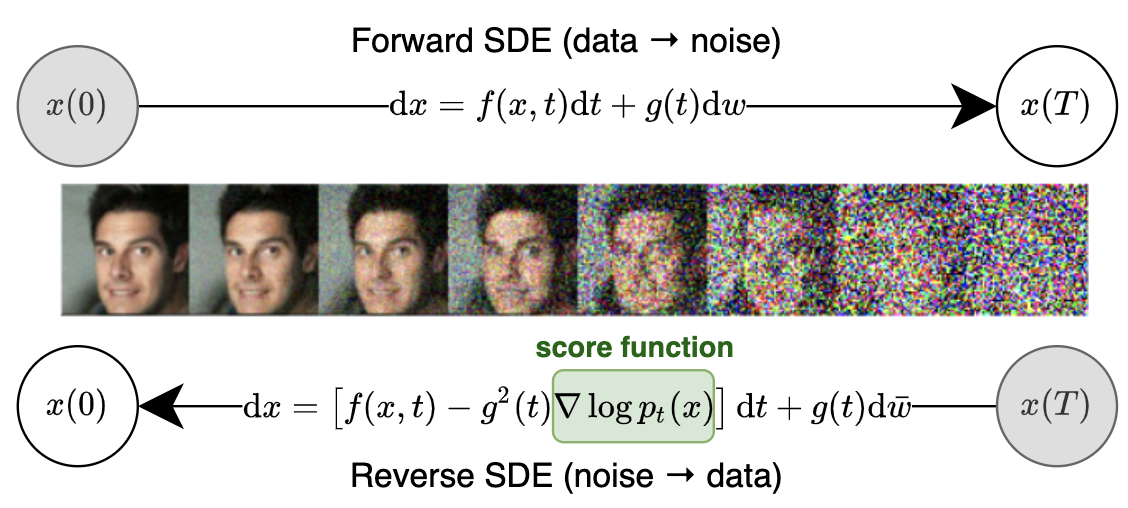 Forward SDE (data → noise)
x(0) dx = f(x, t)dt + g(t)dw x(T)
score function
x(0) dx = [f(x, t) − g²(t)∇ log pₜ(x)] dt + g(t)dw̄ x(T)
Reverse SDE (noise → data)